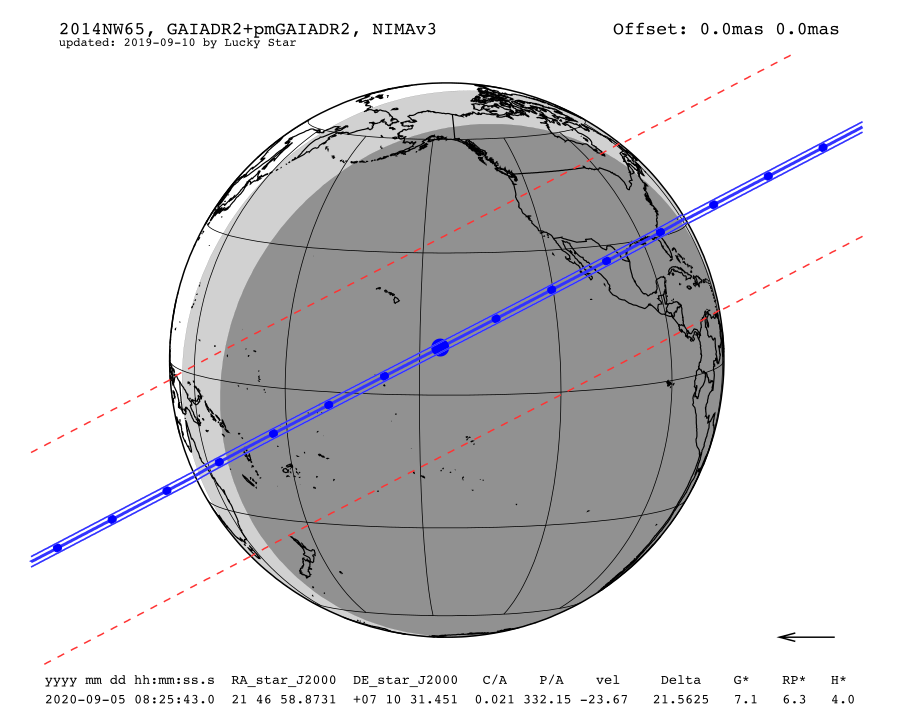 2014NW65, GAIADR2+pmGAIADR2, NIMAv3 Offset: 0.0mas 0.0mas
updated: 2019-09-10 by Lucky Star
yyyy mm dd hh:mm:ss.s RA_star_J2000 DE_star_J2000 C/A P/A vel Delta G* RP* H*
2020-09-05 08:25:43.0 21 46 58.8731 +07 10 31.451 0.021 332.15 -23.67 21.5625 7.1 6.3 4.0